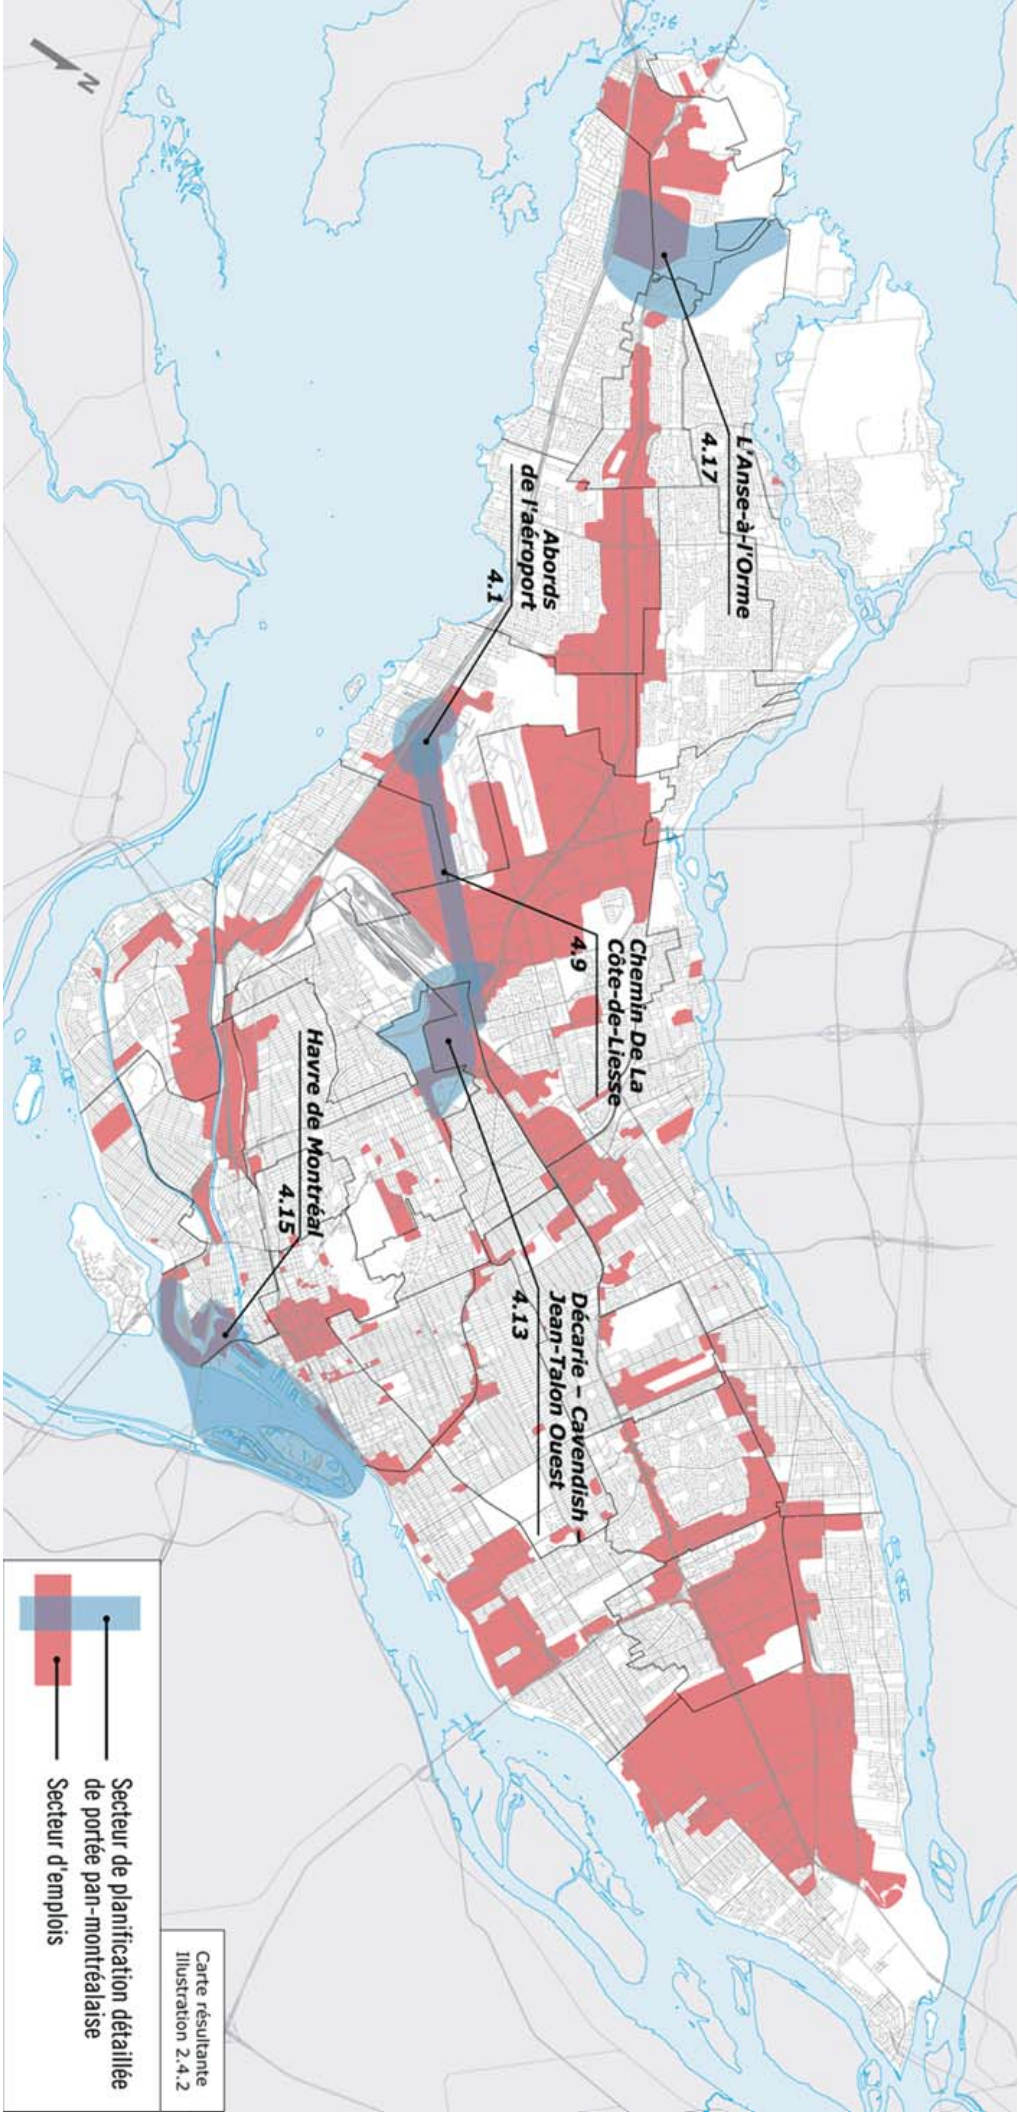 N
L'Anse-à-l'Orme
4.17
Abords
de l'aéroport
4.1
Chemin De La
Côte-de-Liesse
4.9
Havre de Montréal
4.15
Décarie – Cavendish –
Jean-Talon Ouest
4.13
Secteur de planification détaillée
de portée pan-montréalaise
Secteur d'emplois
Carte résultante
Illustration 2.4.2